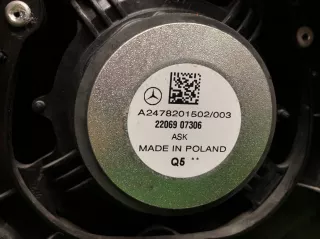 A2478201502/003
22069 07306
ASK
MADE IN POLAND
Q5 **